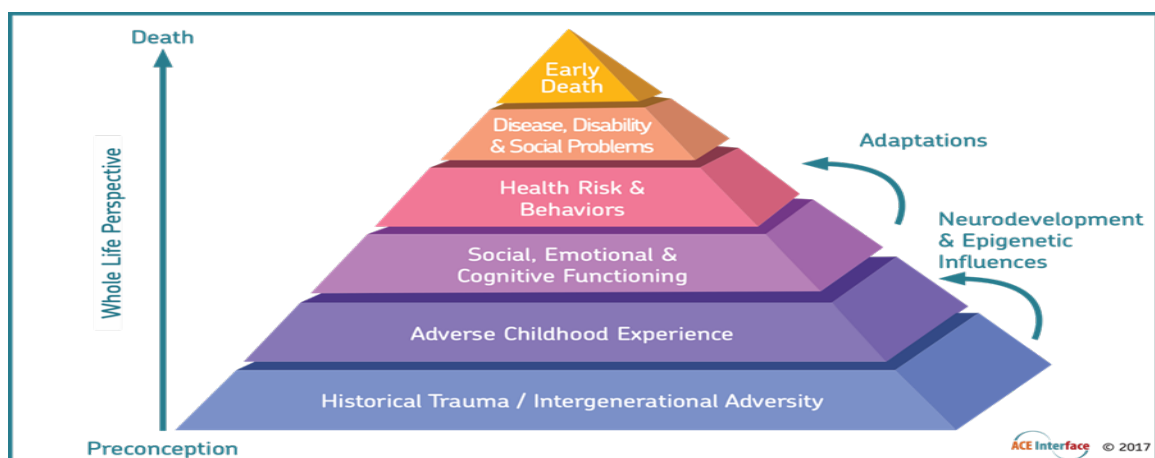 Death
Whole Life Perspective
Preconception
Early
Death
Disease, Disability
& Social Problems
Health Risk &
Behaviors
Social, Emotional &
Cognitive Functioning
Adverse Childhood Experience
Historical Trauma / Intergenerational Adversity
Adaptations
Neurodevelopment
& Epigenetic
Influences
ACE Interface © 2017